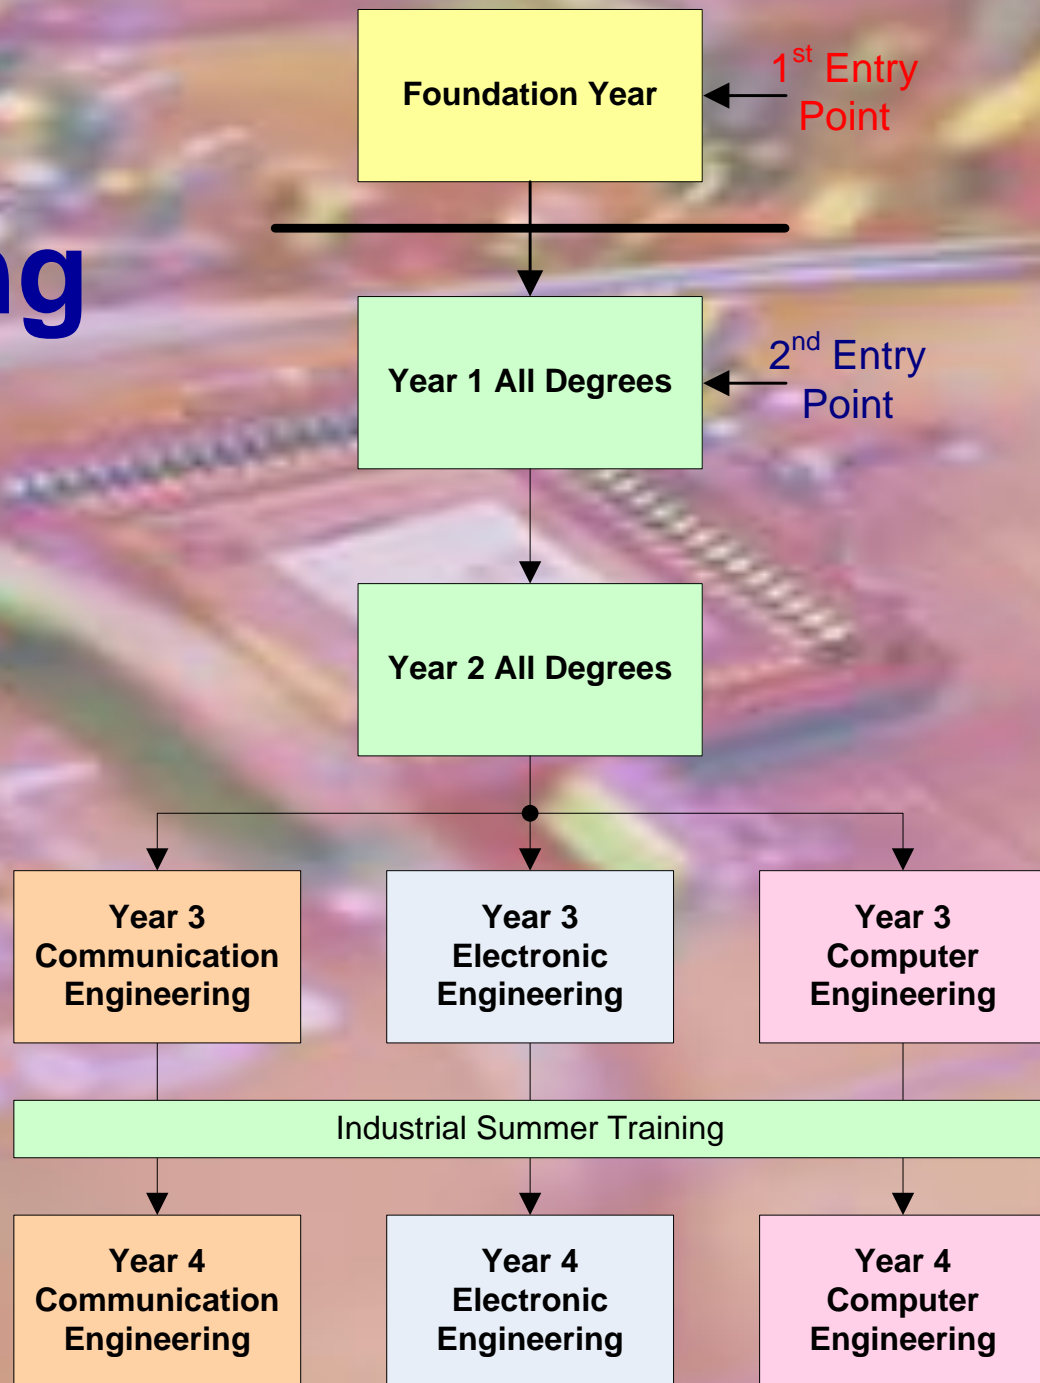 Foundation Year
1st Entry
Point
ng
Year 1 All Degrees
2nd Entry
Point
Year 2 All Degrees
Year 3
Communication
Engineering
Year 3
Electronic
Engineering
Year 3
Computer
Engineering
Industrial Summer Training
Year 4
Communication
Engineering
Year 4
Electronic
Engineering
Year 4
Computer
Engineering